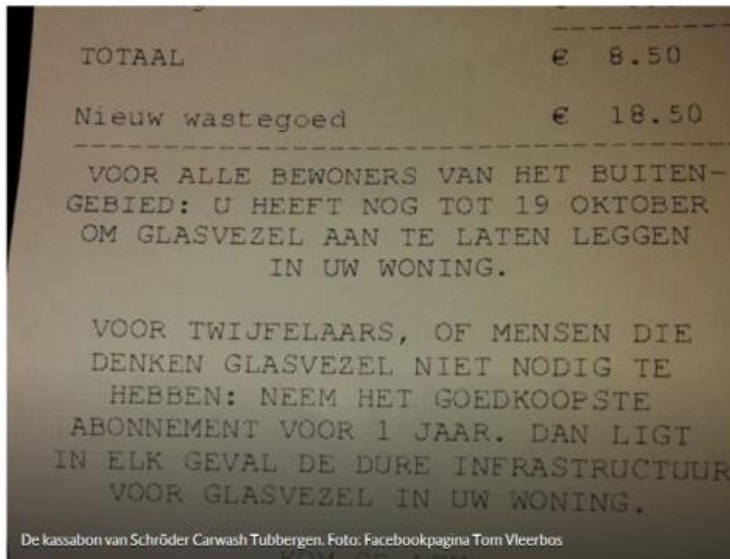 TOTAAL € 8.50
Nieuw wastegoed € 18.50
VOOR ALLE BEWONERS VAN HET BUITEN-
GEBIED: U HEEFT NOG TOT 19 OKTOBER
OM GLASVEZEL AAN TE LATEN LEGGEN
IN UW WONING.
VOOR TWIJFELAARS, OF MENSEN DIE
DENKEN GLASVEZEL NIET NODIG TE
HEBBEN: NEEM HET GOEDKOOPSTE
ABONNEMENT VOOR 1 JAAR. DAN LIGT
IN ELK GEVAL DE DURE INFRASTRUCTUUR
VOOR GLASVEZEL IN UW WONING.
De kassabon van Schröder Carwash Tubbergen. Foto: Facebookpagina Tom Vleerbos